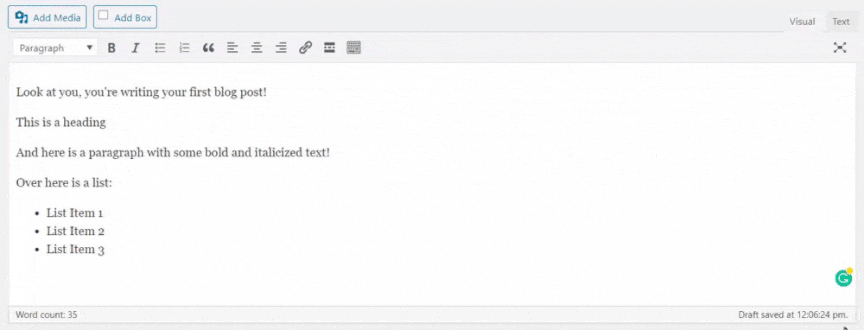 Add Media Add Box Visual Text
Paragraph B I
Look at you, you're writing your first blog post!
This is a heading
And here is a paragraph with some bold and italicized text!
Over here is a list:
• List Item 1
• List Item 2
• List Item 3
Word count: 35 Draft saved at 12:06:24 pm.